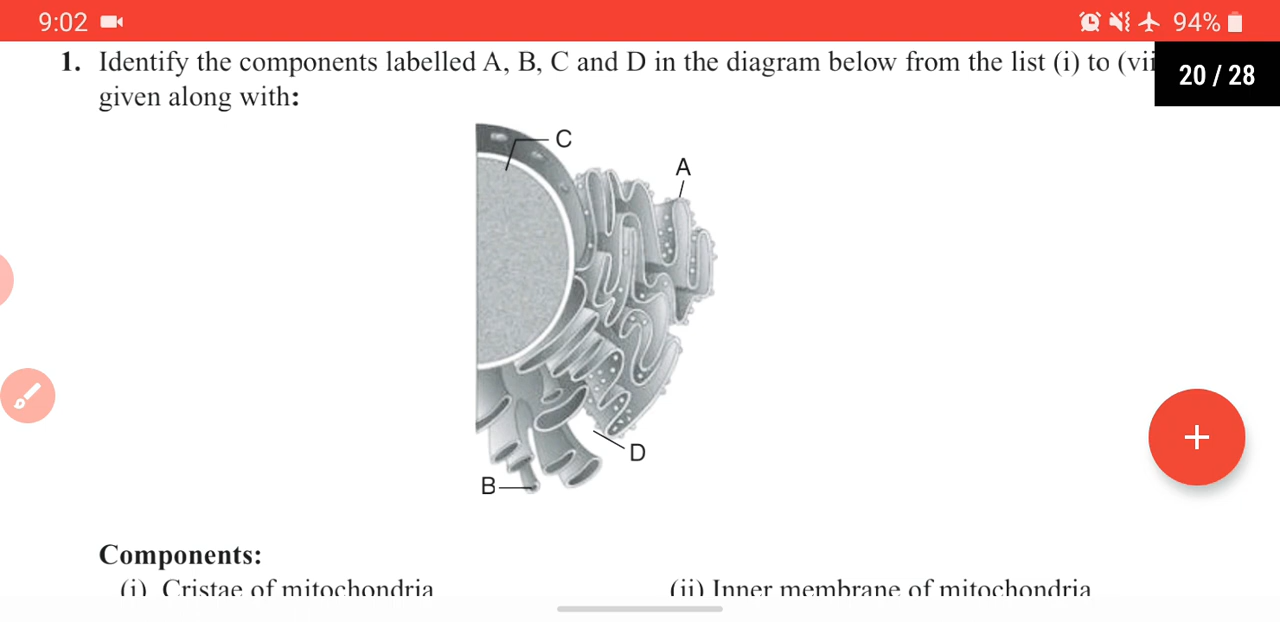 9:02 94%
1. Identify the components labelled A, B, C and D in the diagram below from the list (i) to (vii
20 / 28
given along with:
C
A
D
B
Components:
(i) Cristae of mitochondria (ii) Inner membrane of mitochondria